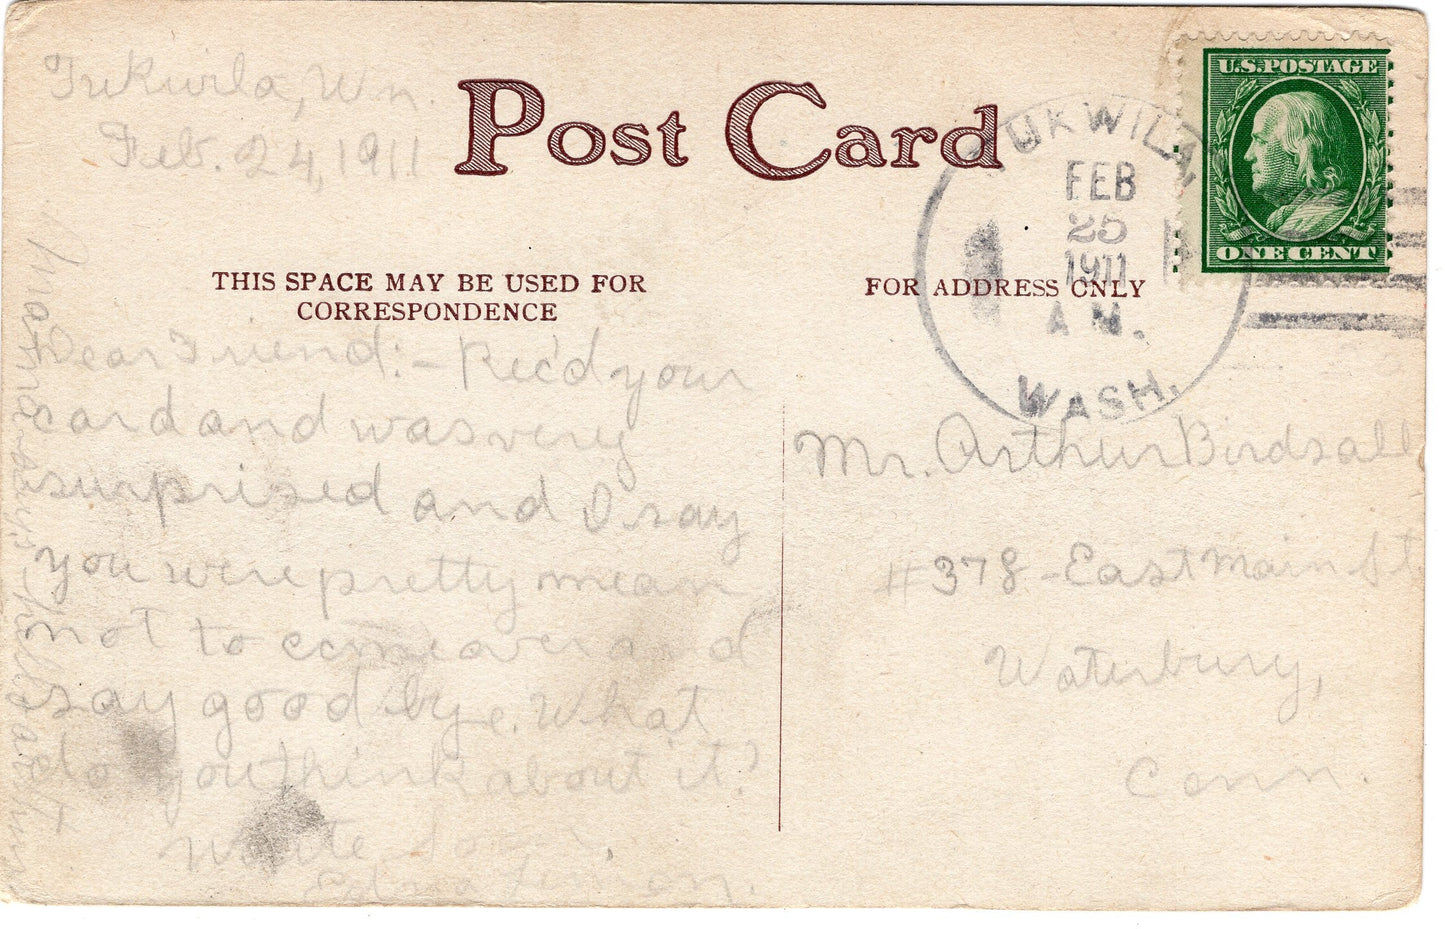 Tukwila, Wn.
Feb. 24, 1911
Post Card
U.S. POSTAGE
ONE CENT
TUKWILA,
FEB
25
1911
A M.
WASH.
THIS SPACE MAY BE USED FOR
CORRESPONDENCE
FOR ADDRESS ONLY
Dear Friend:- Rec'd your
card and was very
surprised and I say
you were pretty mean
not to come over and
say good bye. What
do you think about it?
Write soon,
Edna
Mr. Arthur Birdsall
#378-East Main St
Waterbury,
Conn.
says